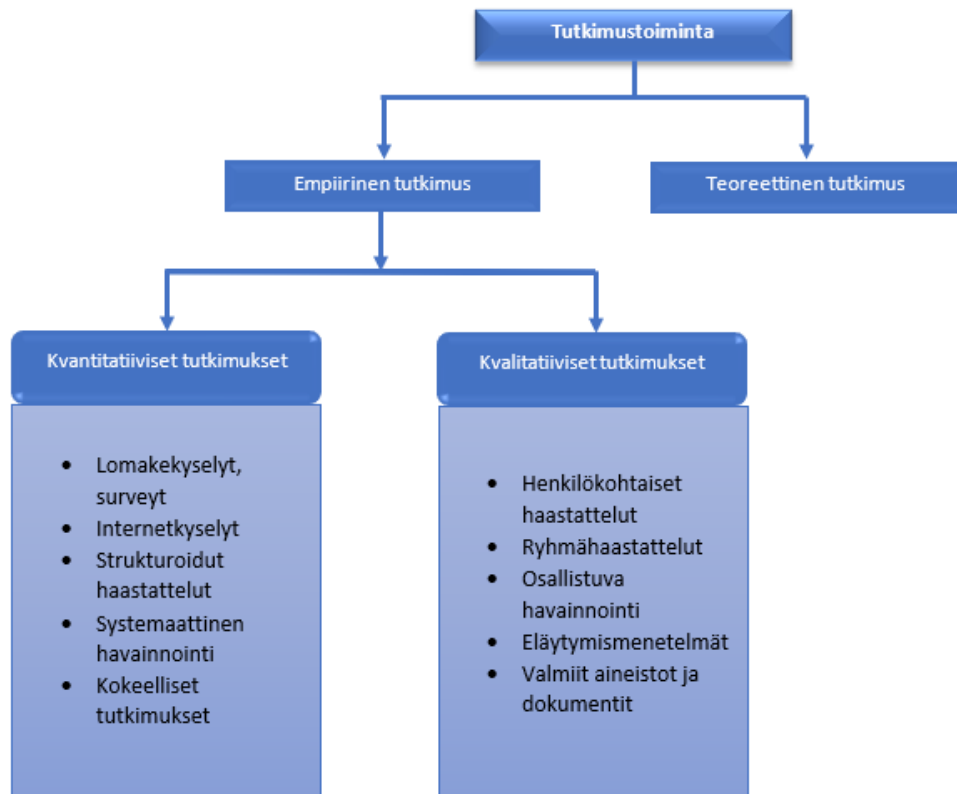 Tutkimustoiminta
Empiirinen tutkimus
Teoreettinen tutkimus
Kvantitatiiviset tutkimukset
• Lomakekyselyt,
surveyt
• Internetkyselyt
• Strukturoidut
haastattelut
• Systemaattinen
havainnointi
• Kokeelliset
tutkimukset
Kvalitatiiviset tutkimukset
• Henkilökohtaiset
haastattelut
• Ryhmähaastattelut
• Osallistuva
havainnointi
• Eläytymismenetelmät
• Valmiit aineistot ja
dokumentit